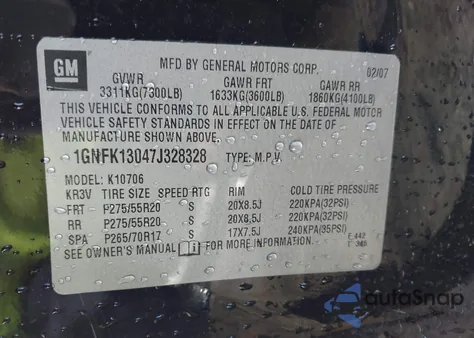 GM
MFD BY GENERAL MOTORS CORP. 02/07
GVWR GAWR FRT GAWR RR
3311KG(7300LB) 1633KG(3600LB) 1860KG(4100LB)
THIS VEHICLE CONFORMS TO ALL APPLICABLE U.S. FEDERAL MOTOR
VEHICLE SAFETY STANDARDS IN EFFECT ON THE DATE OF
MANUFACTURE SHOWN ABOVE.
1GNFK13047J328328 TYPE: M.P.V.
MODEL: K10706
KR3V TIRE SIZE SPEED RTG RIM COLD TIRE PRESSURE
FRT P275/55R20 S 20X8.5J 220KPA(32PSI)
RR P275/55R20 S 20X8.5J 220KPA(32PSI)
SPA P265/70R17 S 17X7.5J 240KPA(35PSI)
SEE OWNER'S MANUAL
autoSnap